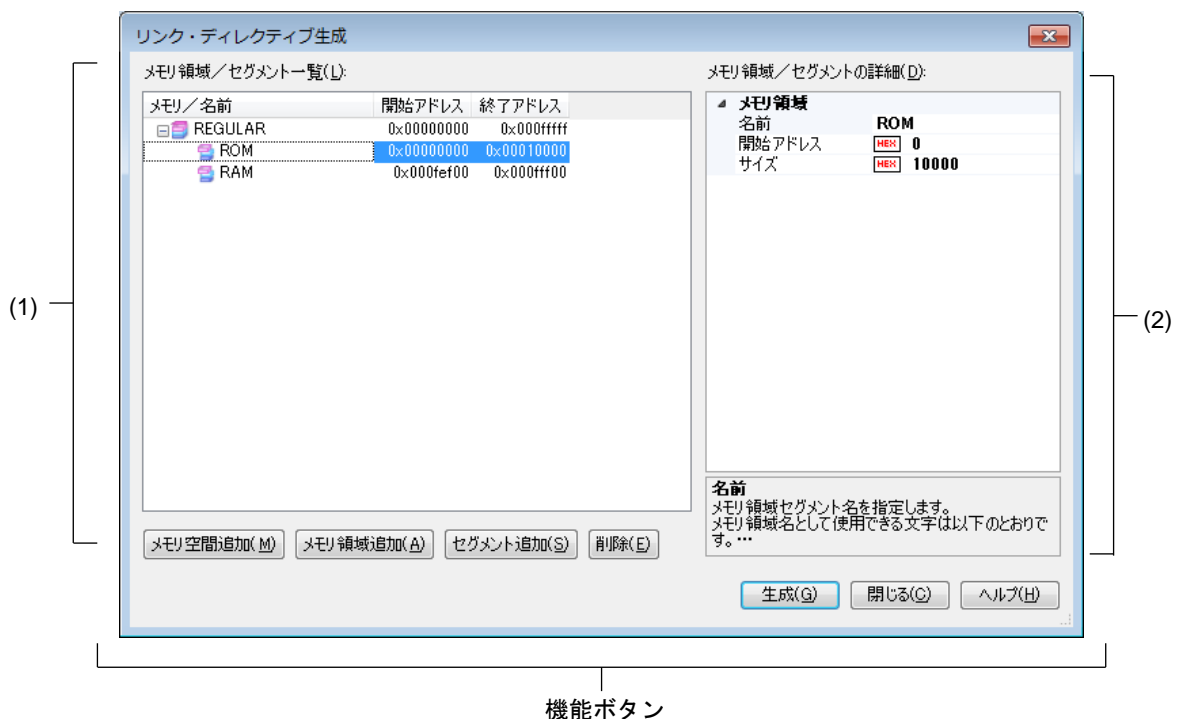 リンク・ディレクティブ生成
メモリ領域/セグメント一覧(L):
メモリ/名前 開始アドレス 終了アドレス
REGULAR 0x00000000 0x000fffff
ROM 0x00000000 0x00010000
RAM 0x000fef00 0x000fff00
メモリ空間追加(M) メモリ領域追加(A) セグメント追加(S) 削除(E)
メモリ領域/セグメントの詳細(D):
メモリ領域
名前 ROM
開始アドレス HEX 0
サイズ HEX 10000
名前
メモリ領域セグメント名を指定します。
メモリ領域名として使用できる文字は以下のとおりで
す。…
生成(G) 閉じる(C) ヘルプ(H)
(1)
(2)
機能ボタン